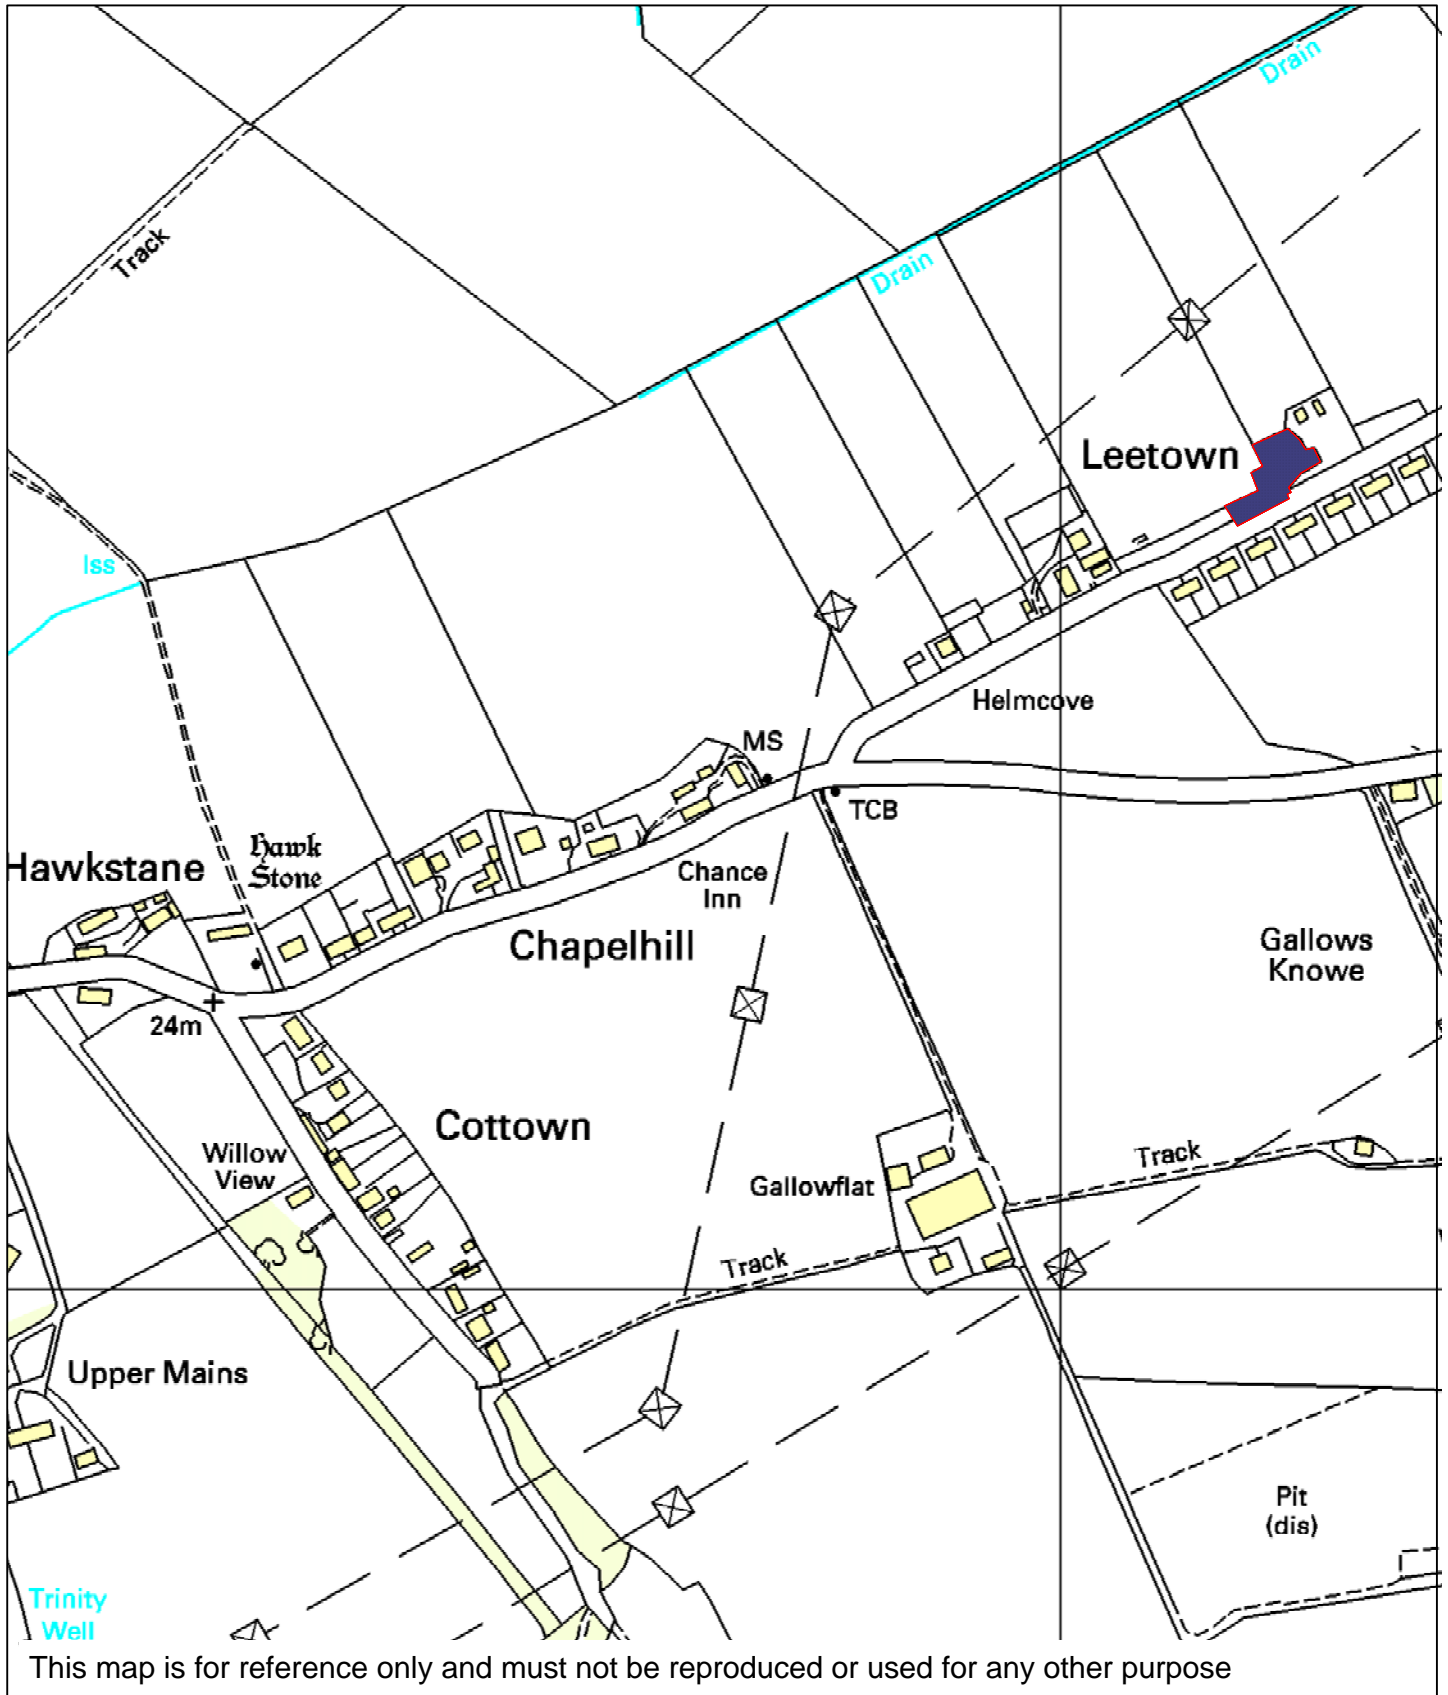 Drain
Track
Drain
Leetown
Iss
Helmcove
MS
TCB
Hawk
Stone
Hawkstane
Chance
Inn
Chapelhill
Gallows
Knowe
24m
Cottown
Willow
View
Track
Gallowflat
Track
Upper Mains
Pit
(dis)
Trinity
Well
This map is for reference only and must not be reproduced or used for any other purpose